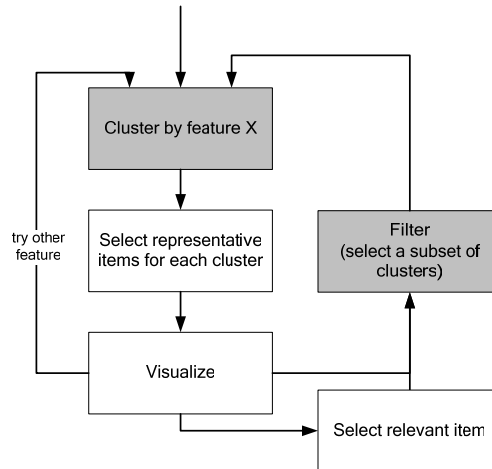 Cluster by feature X
try other
feature
Select representative
items for each cluster
Filter
(select a subset of
clusters)
Visualize
Select relevant item